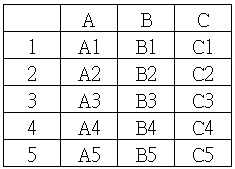 A B C
1 A1 B1 C1
2 A2 B2 C2
3 A3 B3 C3
4 A4 B4 C4
5 A5 B5 C5